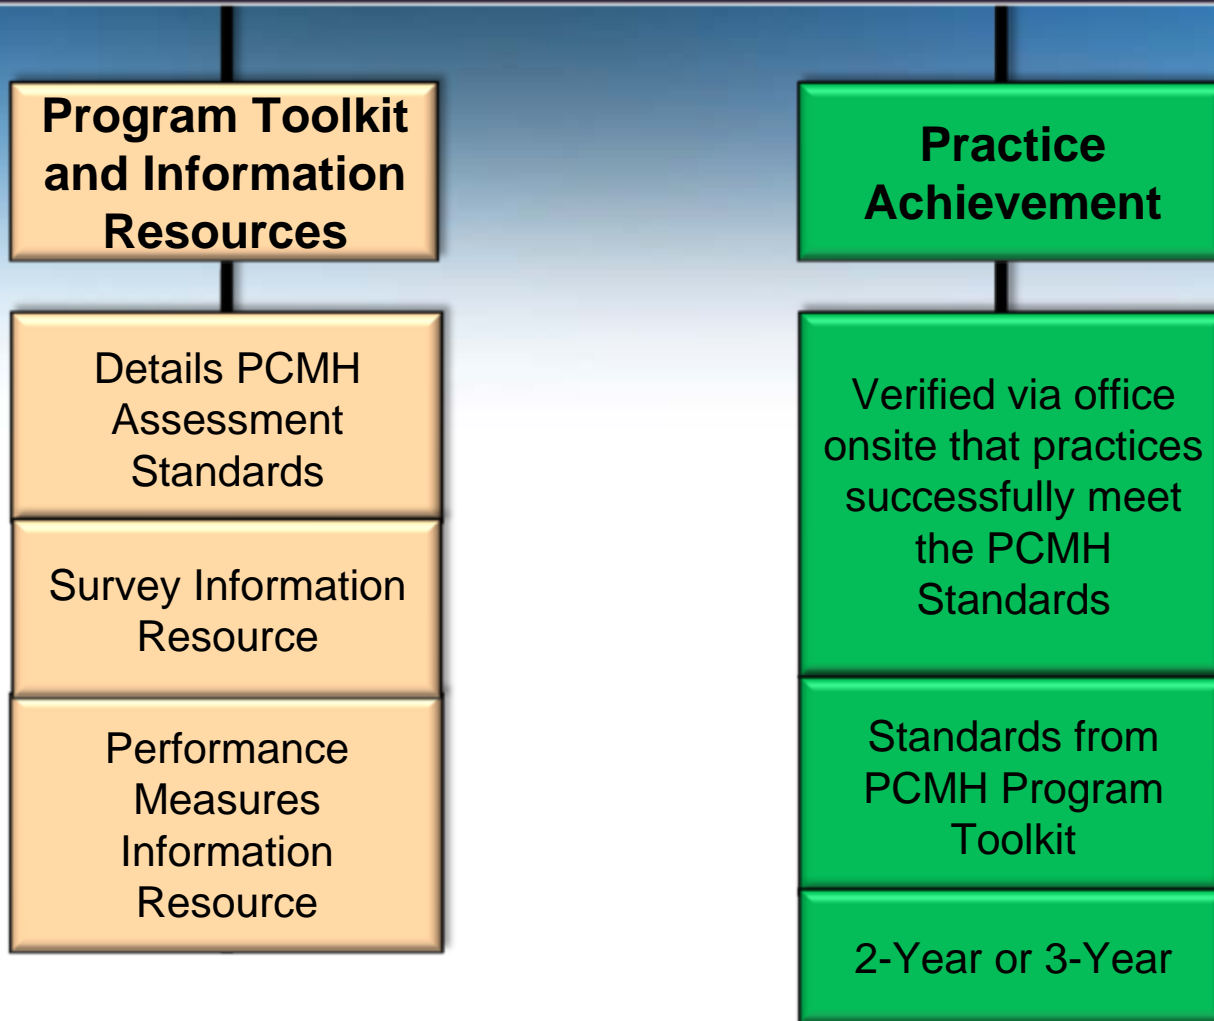 Program Toolkit
and Information
Resources
Details PCMH
Assessment
Standards
Survey Information
Resource
Performance
Measures
Information
Resource
Practice
Achievement
Verified via office
onsite that practices
successfully meet
the PCMH
Standards
Standards from
PCMH Program
Toolkit
2-Year or 3-Year